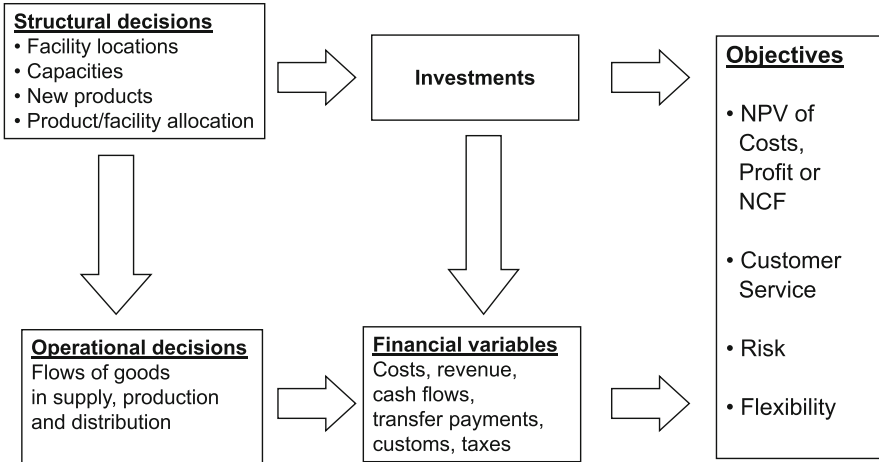 Structural decisions
• Facility locations
• Capacities
• New products
• Product/facility allocation
Investments
Objectives
• NPV of
Costs,
Profit or
NCF
• Customer
Service
• Risk
• Flexibility
Operational decisions
Flows of goods
in supply, production
and distribution
Financial variables
Costs, revenue,
cash flows,
transfer payments,
customs, taxes